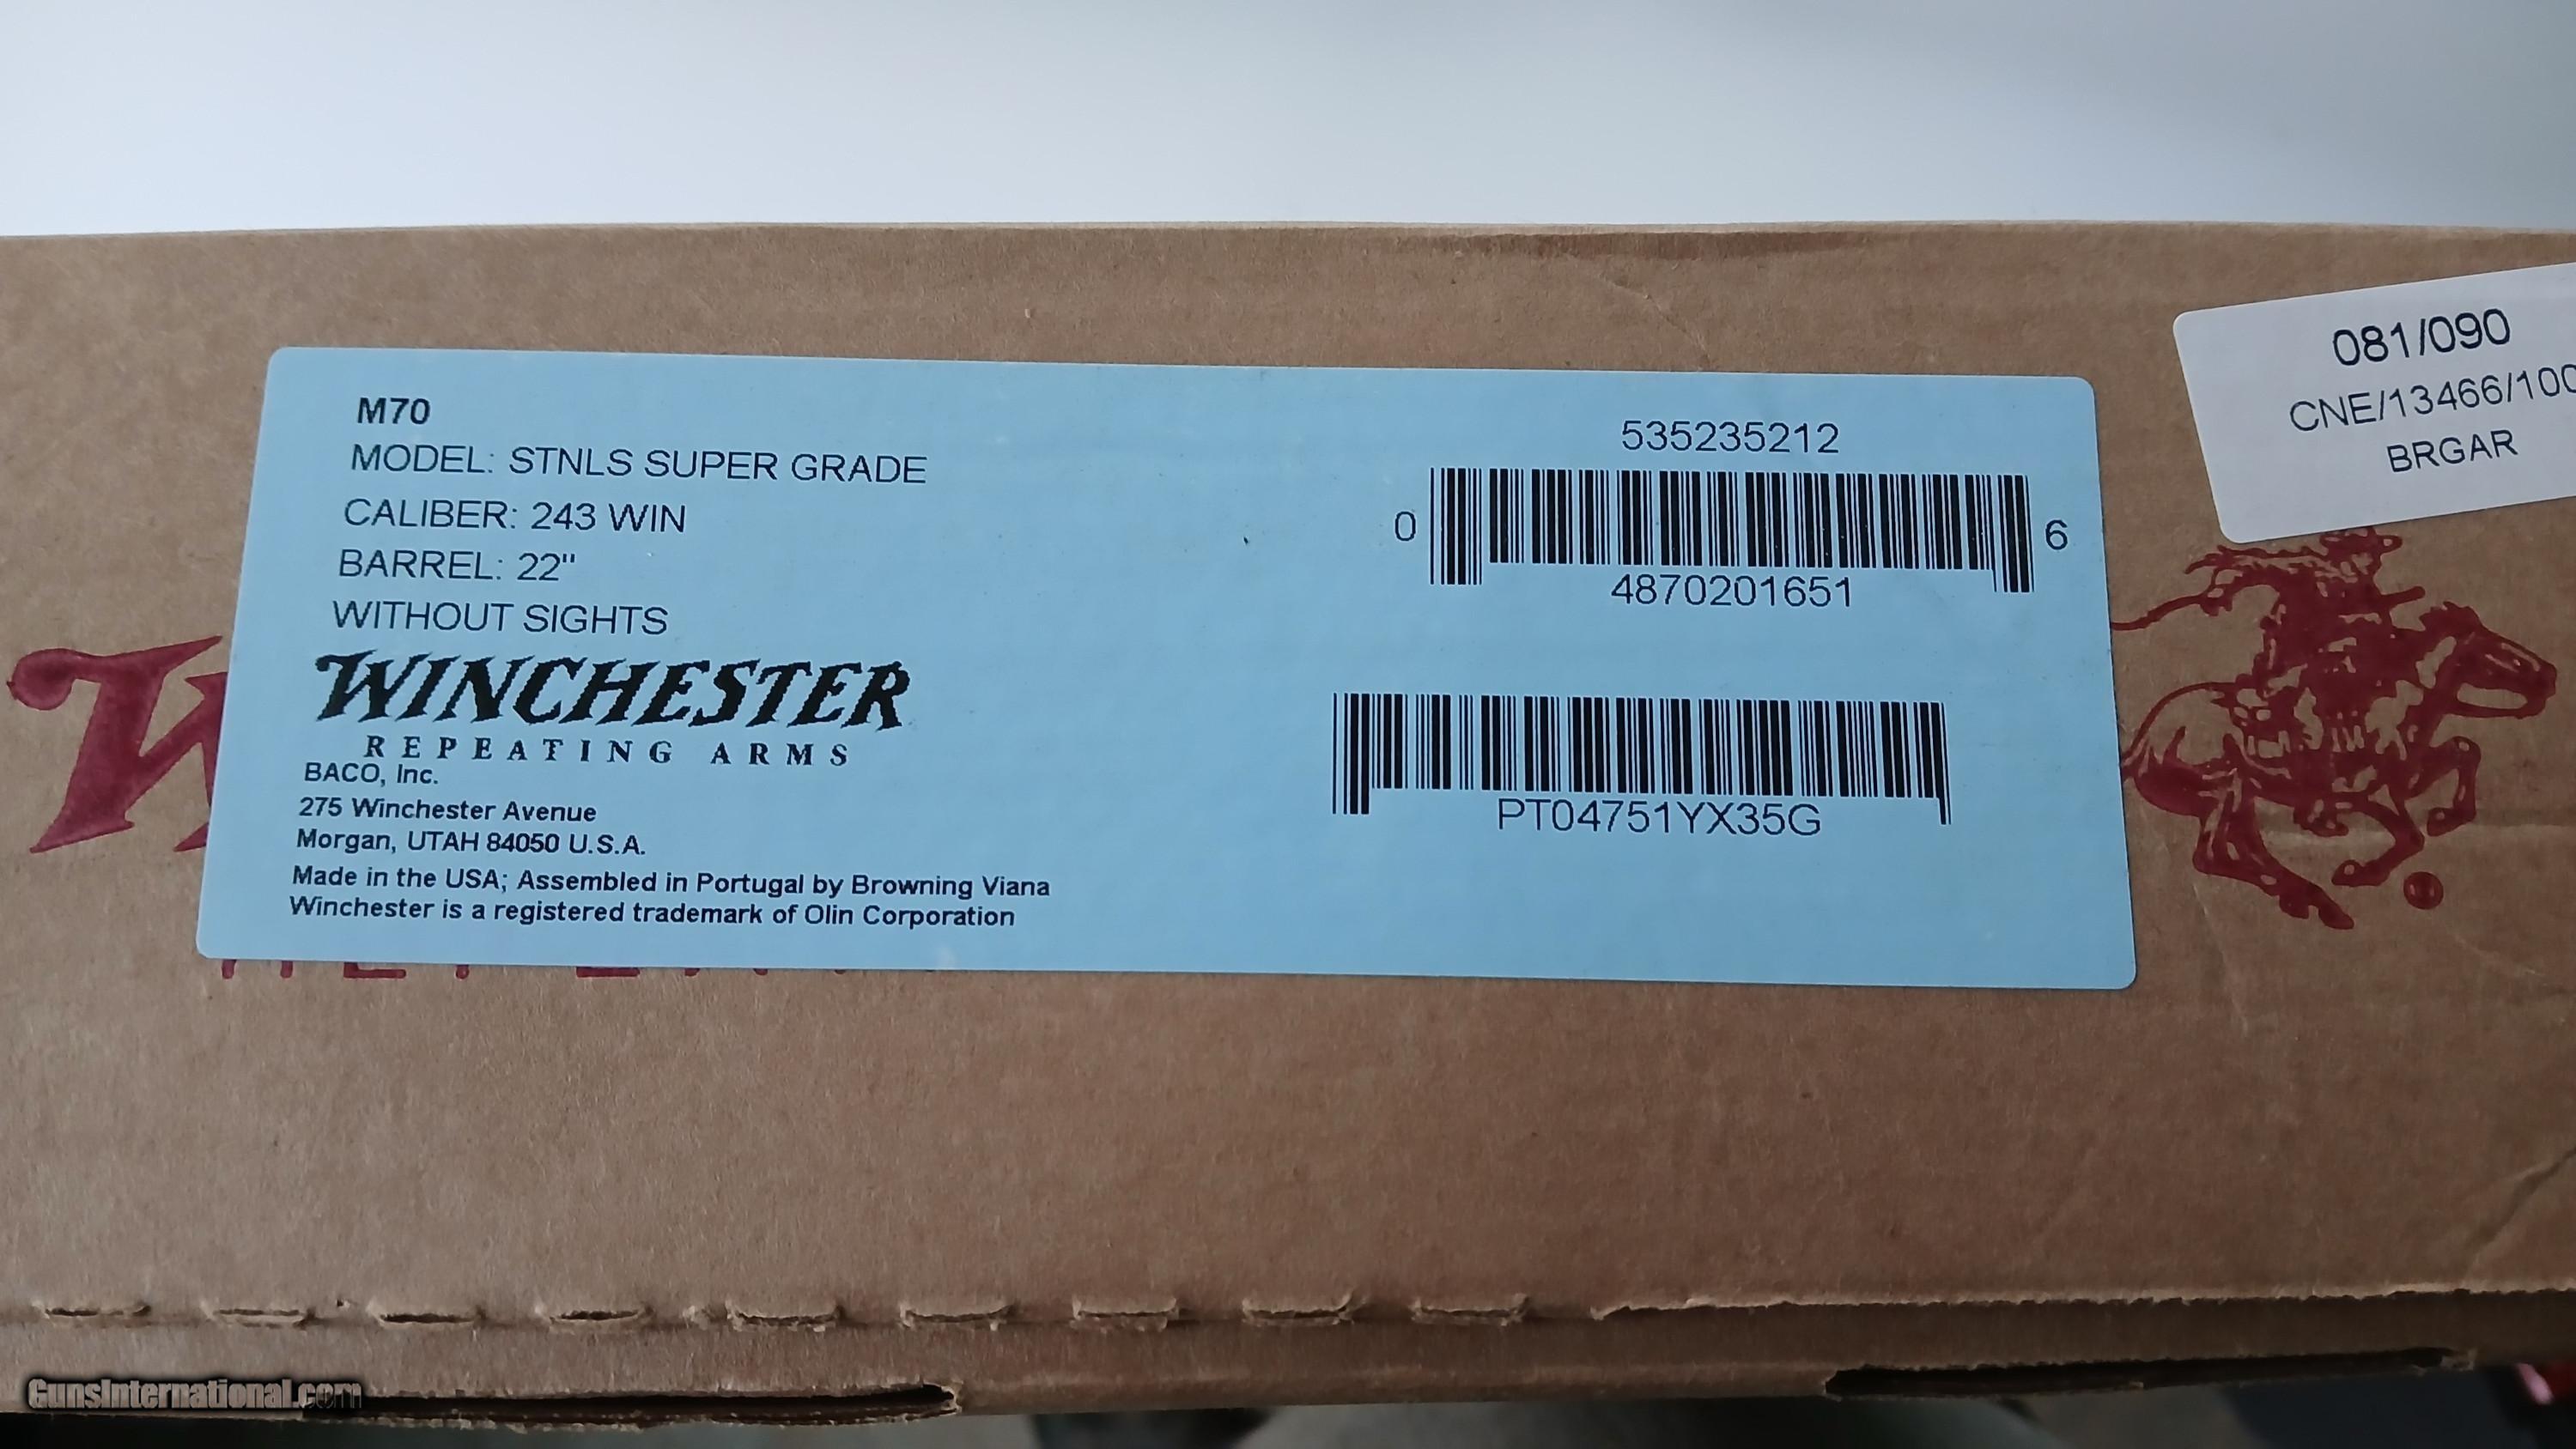 M70
MODEL: STNLS SUPER GRADE
CALIBER: 243 WIN
BARREL: 22"
WITHOUT SIGHTS
WINCHESTER
REPEATING ARMS
BACO, Inc.
275 Winchester Avenue
Morgan, UTAH 84050 U.S.A.
Made in the USA; Assembled in Portugal by Browning Viana
Winchester is a registered trademark of Olin Corporation
535235212
0 4870201651 6
PT04751YX35G
081/090
CNE/13466/100
BRGAR
W
GunsInternational.com